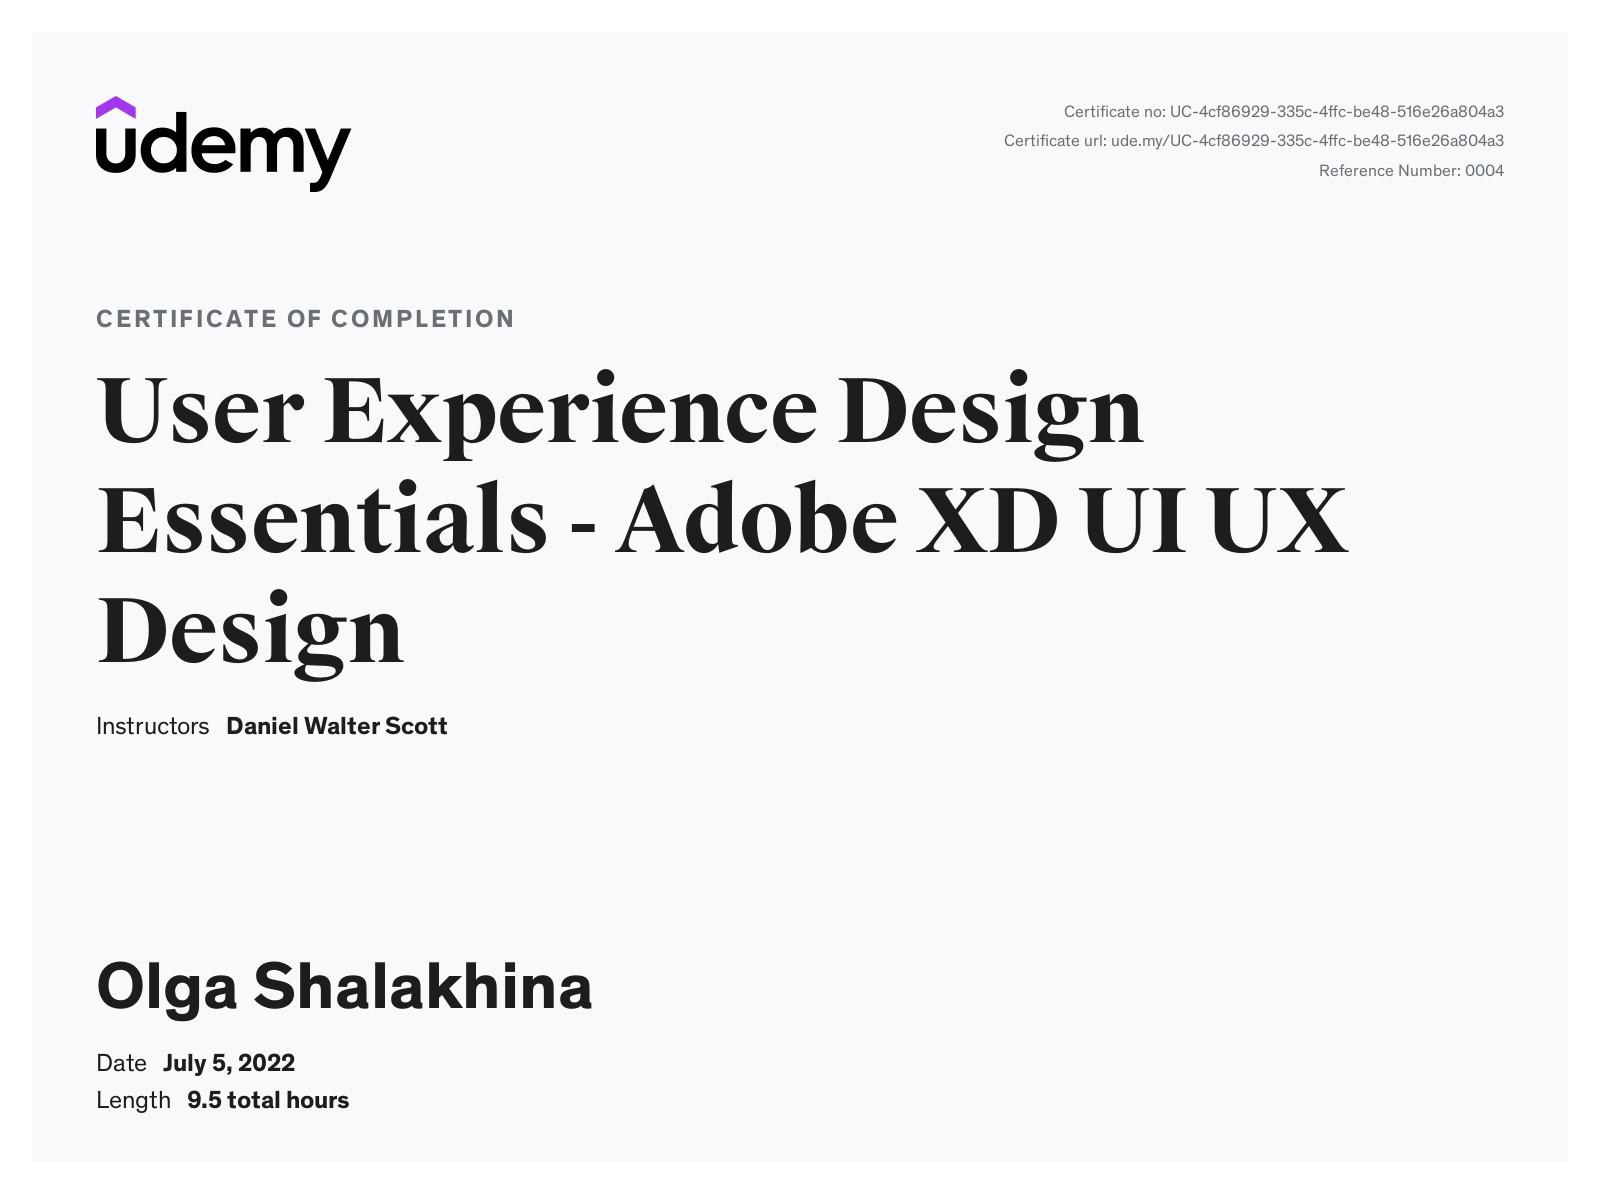 udemy
Certificate no: UC-4cf86929-335c-4ffc-be48-516e26a804a3
Certificate url: ude.my/UC-4cf86929-335c-4ffc-be48-516e26a804a3
Reference Number: 0004
CERTIFICATE OF COMPLETION
User Experience Design
Essentials - Adobe XD UI UX
Design
Instructors Daniel Walter Scott
Olga Shalakhina
Date July 5, 2022
Length 9.5 total hours